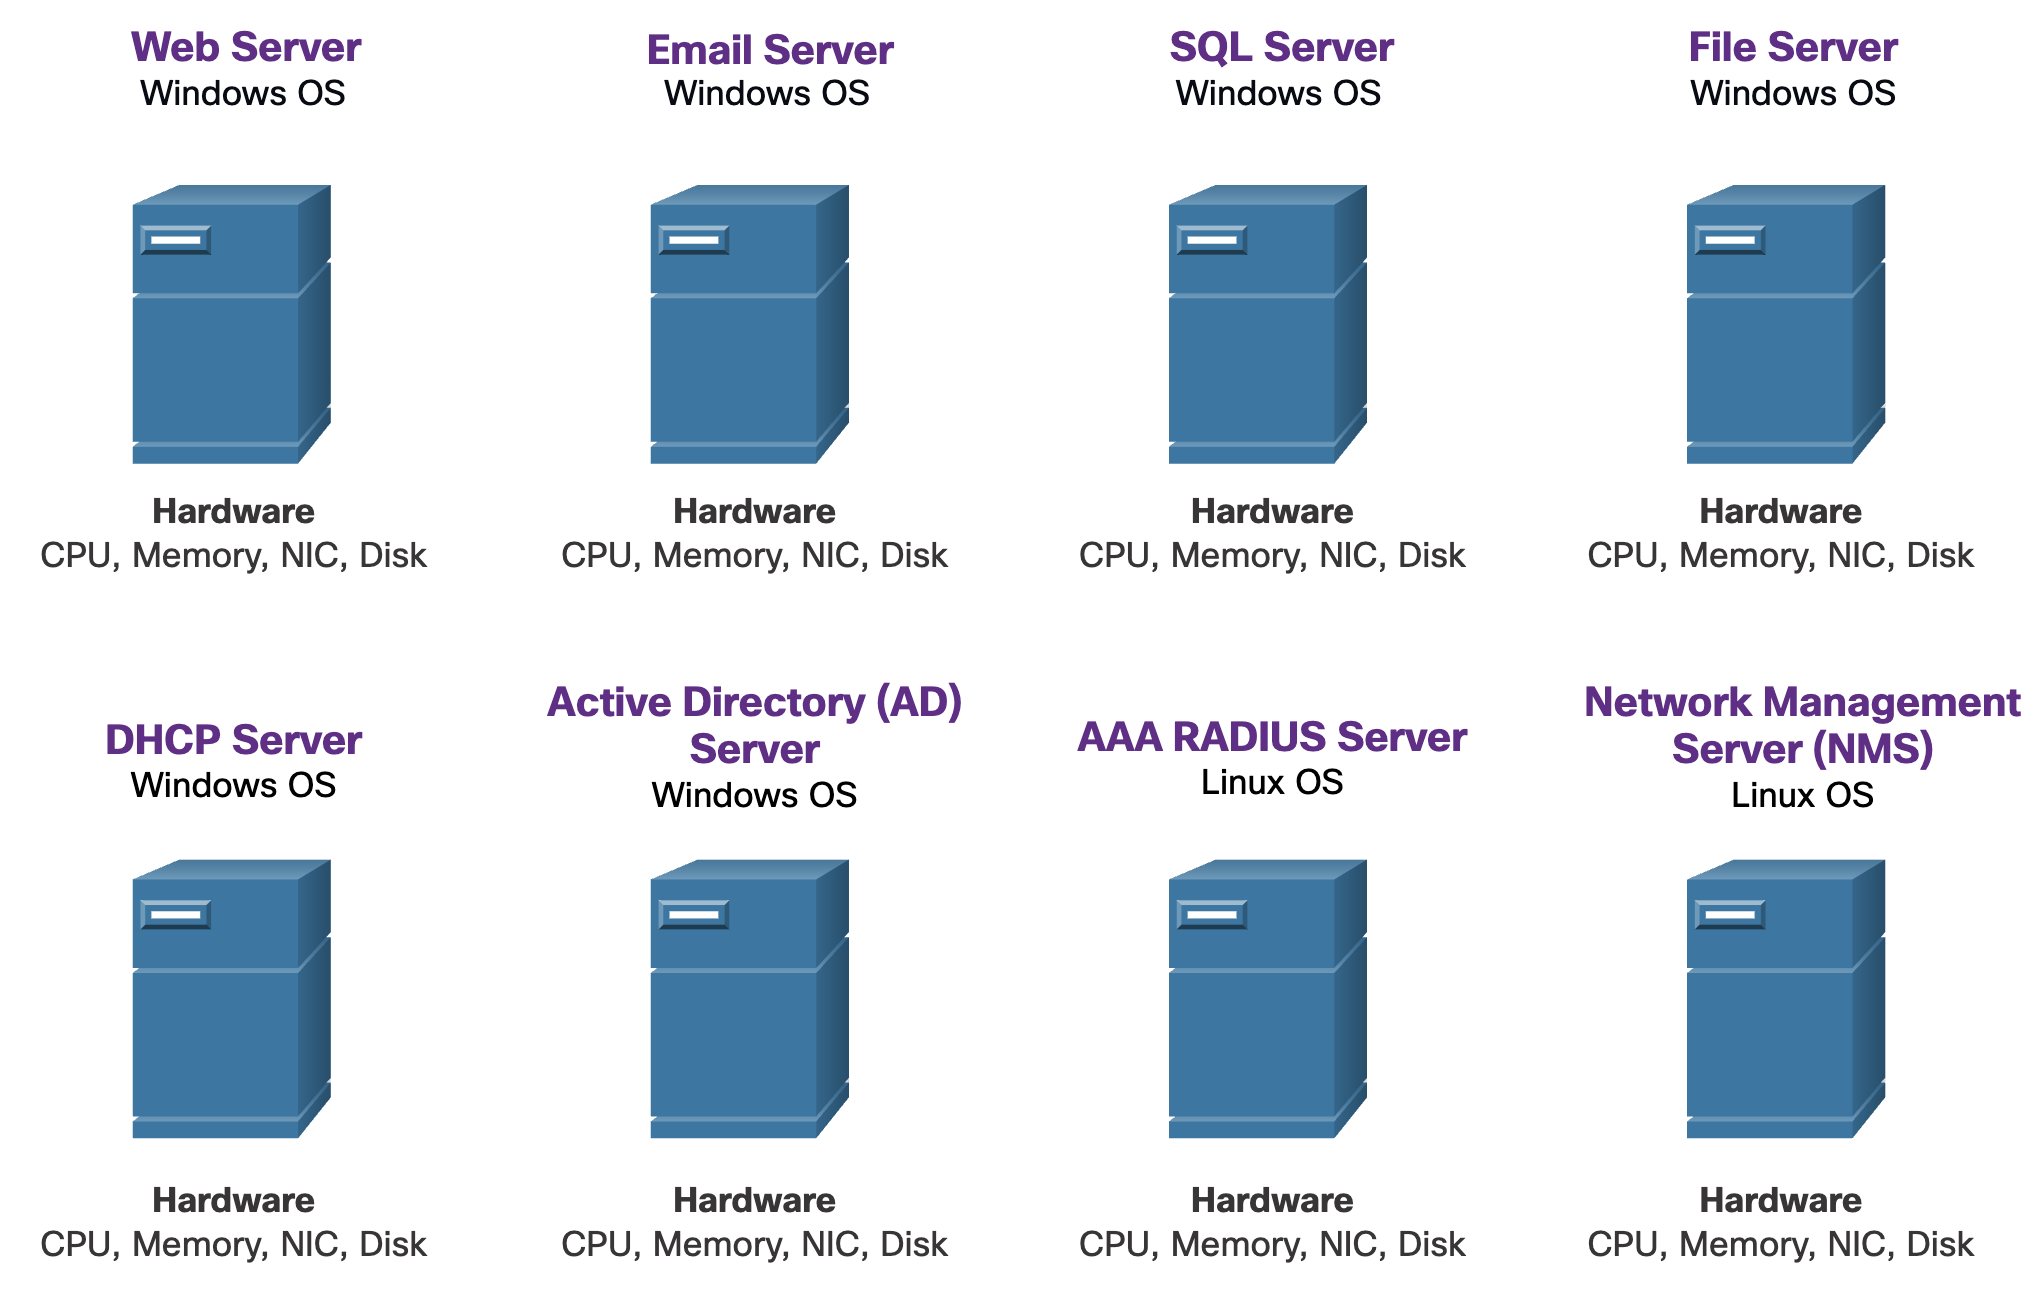 Web Server
Windows OS
Email Server
Windows OS
SQL Server
Windows OS
File Server
Windows OS
Hardware
CPU, Memory, NIC, Disk
Hardware
CPU, Memory, NIC, Disk
Hardware
CPU, Memory, NIC, Disk
Hardware
CPU, Memory, NIC, Disk
DHCP Server
Windows OS
Active Directory (AD)
Server
Windows OS
AAA RADIUS Server
Linux OS
Network Management
Server (NMS)
Linux OS
Hardware
CPU, Memory, NIC, Disk
Hardware
CPU, Memory, NIC, Disk
Hardware
CPU, Memory, NIC, Disk
Hardware
CPU, Memory, NIC, Disk